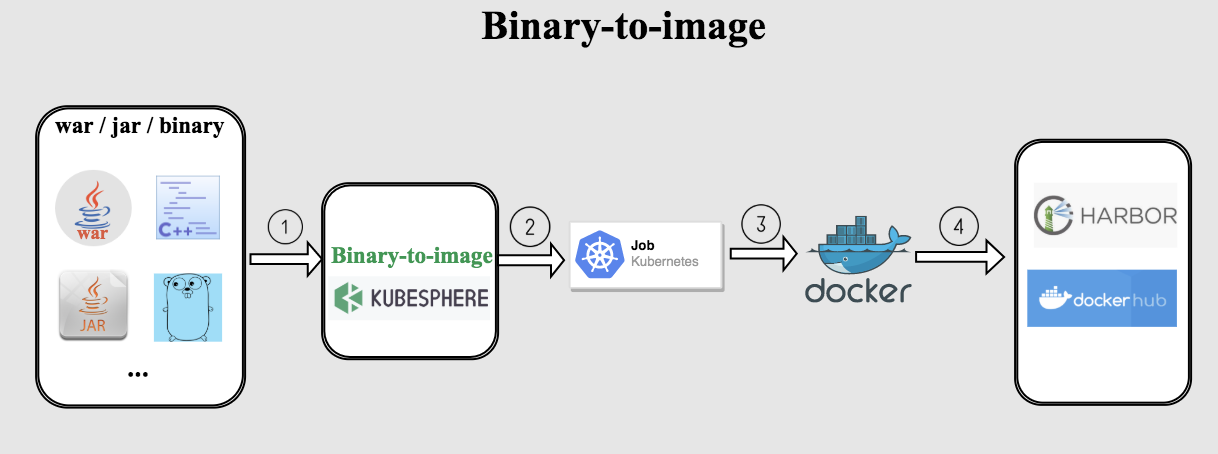 Binary-to-image
war / jar / binary
war
C++
JAR
...
1
Binary-to-image
KUBESPHERE
2
Job
Kubernetes
3
docker
4
HARBOR
docker hub